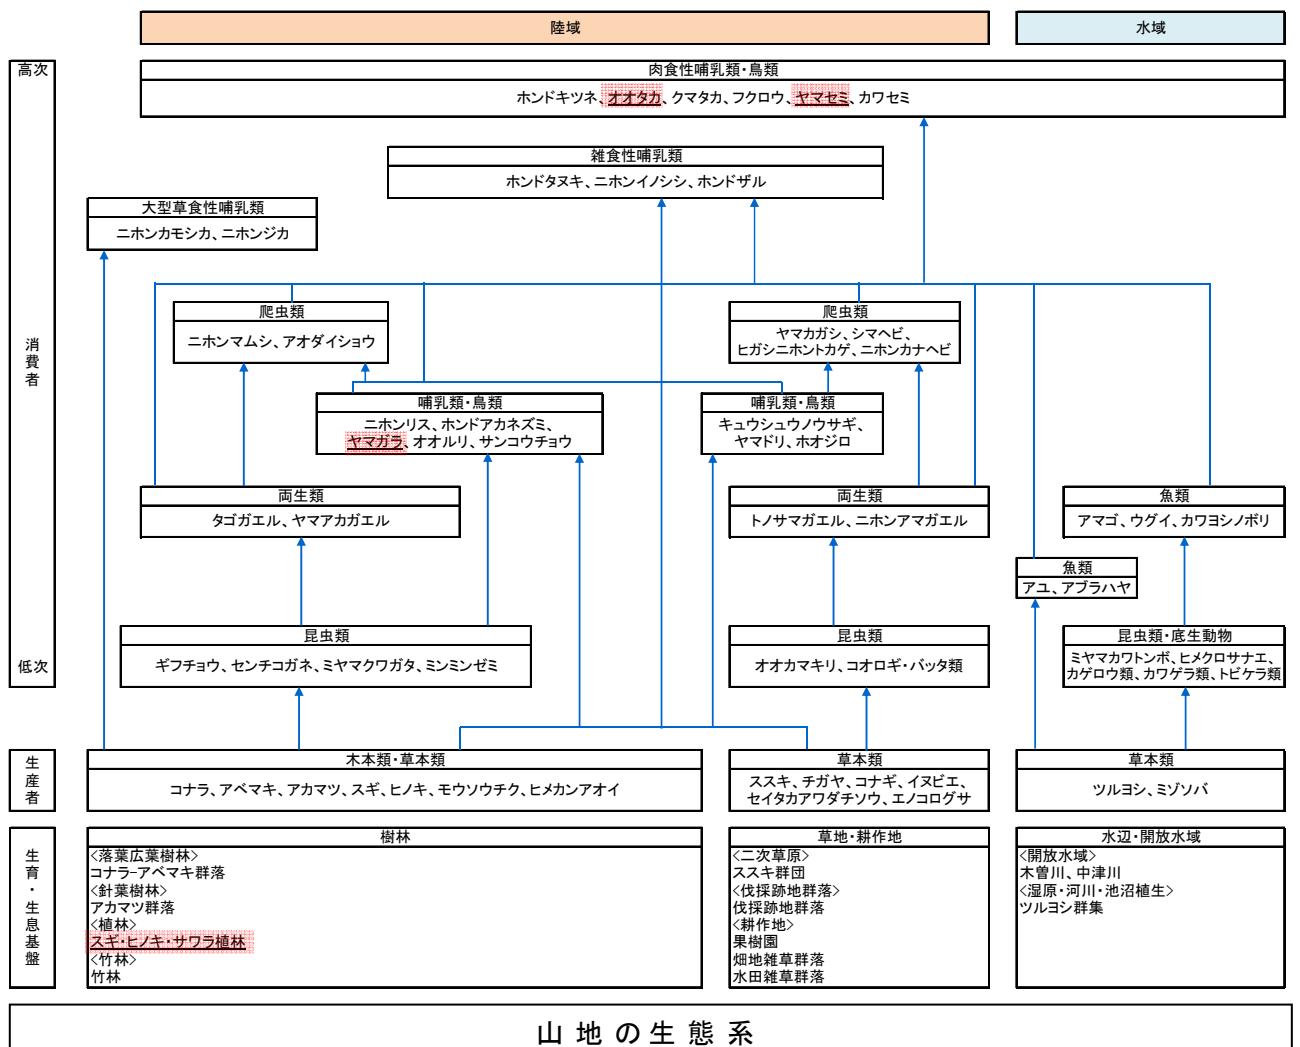 陸域
水域
高次
消費者
低次
肉食性哺乳類・鳥類
ホンドキツネ、オオタカ、クマタカ、フクロウ、ヤマセミ、カワセミ
雑食性哺乳類
ホンドタヌキ、ニホンイノシシ、ホンドザル
大型草食性哺乳類
ニホンカモシカ、ニホンジカ
爬虫類
ニホンマムシ、アオダイショウ
爬虫類
ヤマカガシ、シマヘビ、
ヒガシニホントカゲ、ニホンカナヘビ
哺乳類・鳥類
ニホンリス、ホンドアカネズミ、
ヤマガラ、オオルリ、サンコウチョウ
哺乳類・鳥類
キュウシュウノウサギ、
ヤマドリ、ホオジロ
両生類
タゴガエル、ヤマアカガエル
両生類
トノサマガエル、ニホンアマガエル
魚類
アマゴ、ウグイ、カワヨシノボリ
魚類
アユ、アブラハヤ
昆虫類
ギフチョウ、センチコガネ、ミヤマクワガタ、ミンミンゼミ
昆虫類
オオカマキリ、コオロギ・バッタ類
昆虫類・底生動物
ミヤマカワトンボ、ヒメクロサナエ、
カゲロウ類、カワゲラ類、トビケラ類
生産者
木本類・草本類
コナラ、アベマキ、アカマツ、スギ、ヒノキ、モウソウチク、ヒメカンアオイ
草本類
ススキ、チガヤ、コナギ、イヌビエ、
セイタカアワダチソウ、エノコログサ
草本類
ツルヨシ、ミゾソバ
生育・生息基盤
樹林
<落葉広葉樹林>
コナラ-アベマキ群落
<針葉樹林>
アカマツ群落
<植林>
スギ・ヒノキ・サワラ植林
<竹林>
竹林
草地・耕作地
<二次草原>
ススキ群団
<伐採跡地群落>
伐採跡地群落
<耕作地>
果樹園
畑地雑草群落
水田雑草群落
水辺・開放水域
<開放水域>
木曽川、中津川
<湿原・河川・池沼植生>
ツルヨシ群集
山地の生態系